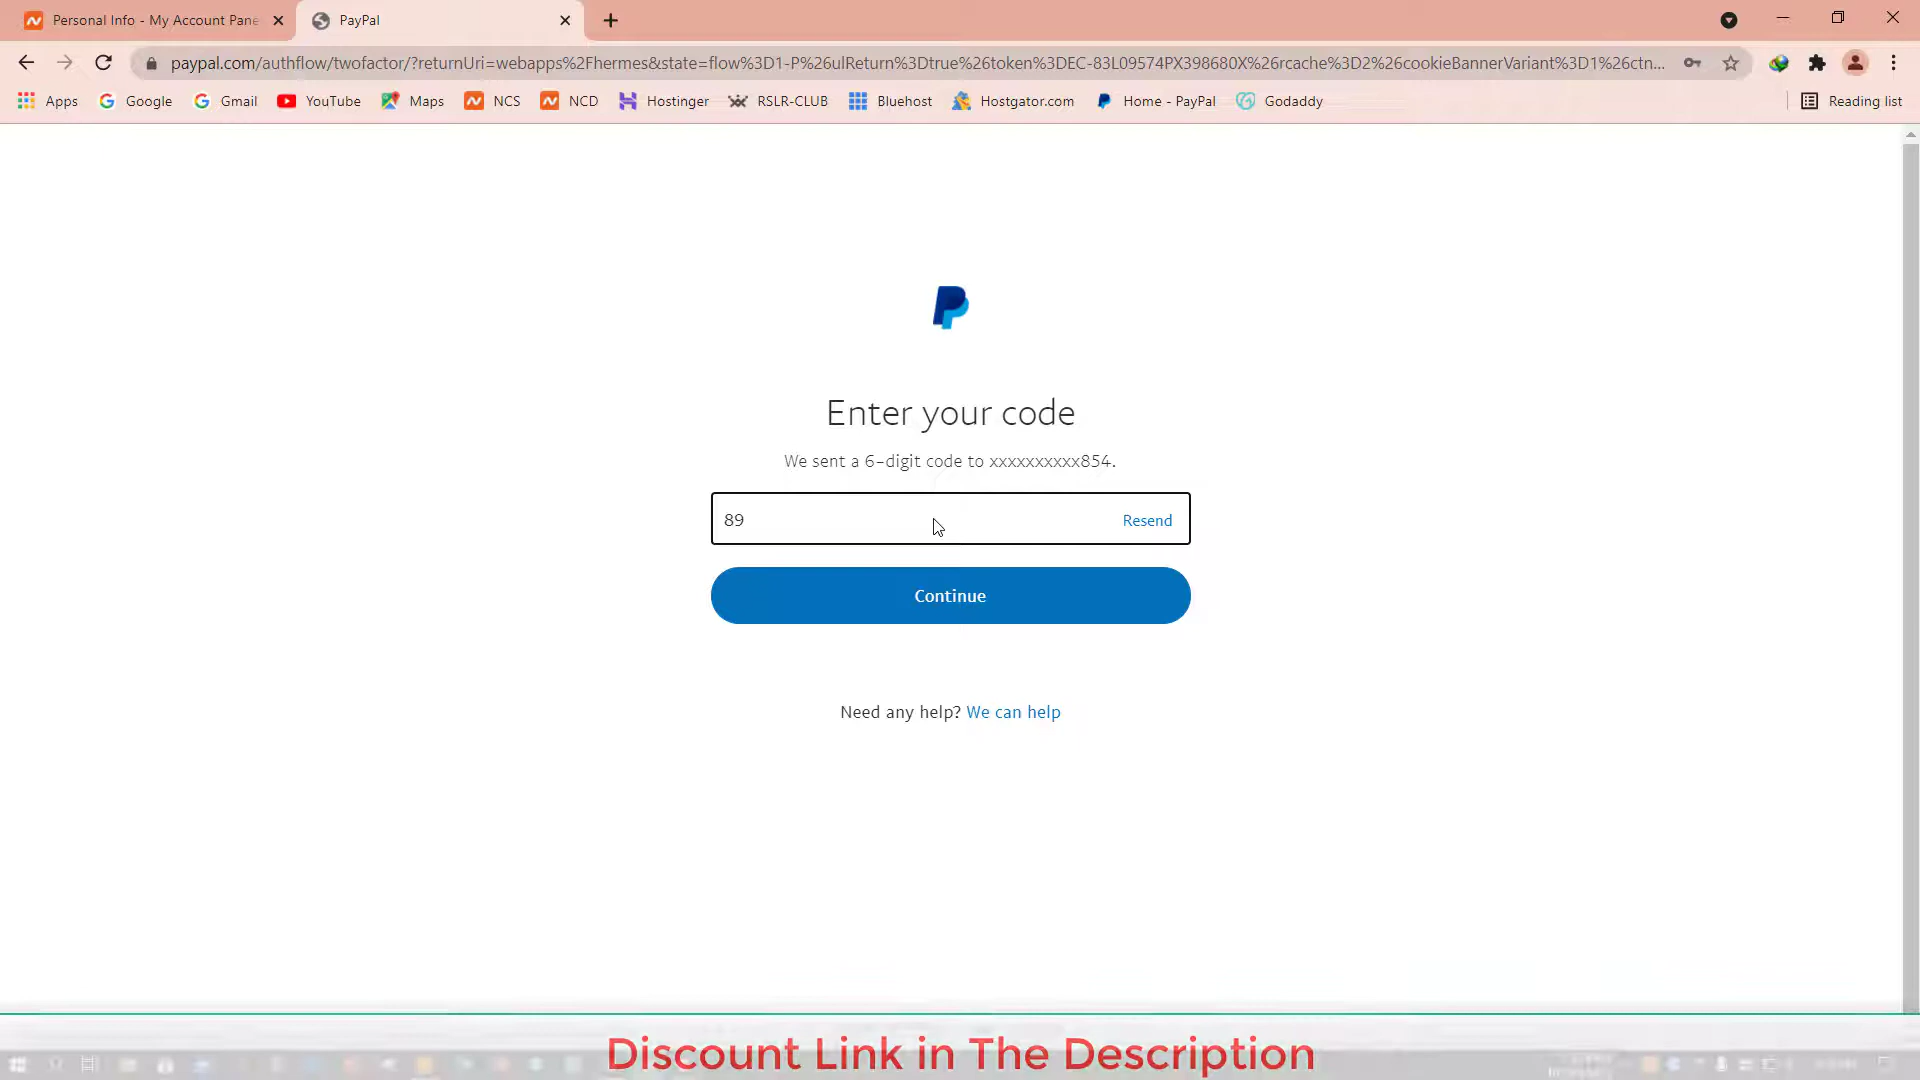 Personal Info - My Account Pane
PayPal
paypal.com/authflow/twofactor/?returnUri=webapps%2Fhermes&state=flow%3D1-P%26ulReturn%3Dtrue%26token%3DEC-83L09574PX398680X%26rcache%3D2%26cookieBannerVariant%3D1%26ctn...
Apps Google Gmail YouTube Maps NCS NCD Hostinger RSLR-CLUB Bluehost Hostgator.com Home - PayPal Godaddy Reading list
Enter your code
We sent a 6-digit code to xxxxxxxxxx854.
89 Resend
Continue
Need any help? We can help
Discount Link in The Description